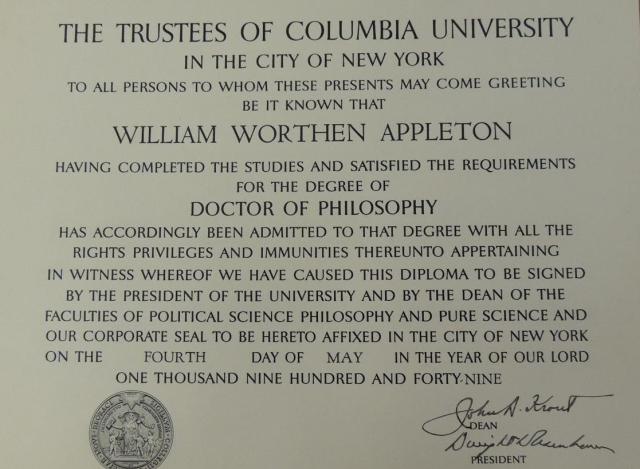 THE TRUSTEES OF COLUMBIA UNIVERSITY
IN THE CITY OF NEW YORK
TO ALL PERSONS TO WHOM THESE PRESENTS MAY COME GREETING
BE IT KNOWN THAT
WILLIAM WORTHEN APPLETON
HAVING COMPLETED THE STUDIES AND SATISFIED THE REQUIREMENTS
FOR THE DEGREE OF
DOCTOR OF PHILOSOPHY
HAS ACCORDINGLY BEEN ADMITTED TO THAT DEGREE WITH ALL THE
RIGHTS PRIVILEGES AND IMMUNITIES THEREUNTO APPERTAINING
IN WITNESS WHEREOF WE HAVE CAUSED THIS DIPLOMA TO BE SIGNED
BY THE PRESIDENT OF THE UNIVERSITY AND BY THE DEAN OF THE
FACULTIES OF POLITICAL SCIENCE PHILOSOPHY AND PURE SCIENCE AND
OUR CORPORATE SEAL TO BE HERETO AFFIXED IN THE CITY OF NEW YORK
ON THE FOURTH DAY OF MAY IN THE YEAR OF OUR LORD
ONE THOUSAND NINE HUNDRED AND FORTY-NINE
John A. Krout
DEAN
Dwight D. Eisenhower
PRESIDENT